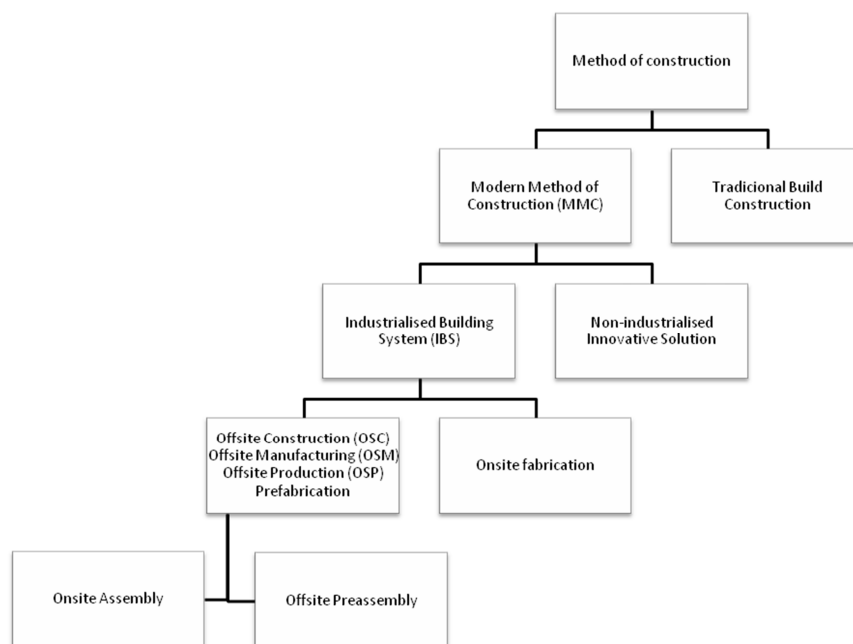 Method of construction
Modern Method of
Construction (MMC)
Tradicional Build
Construction
Industrialised Building
System (IBS)
Non-industrialised
Innovative Solution
Offsite Construction (OSC)
Offsite Manufacturing (OSM)
Offsite Production (OSP)
Prefabrication
Onsite fabrication
Onsite Assembly
Offsite Preassembly